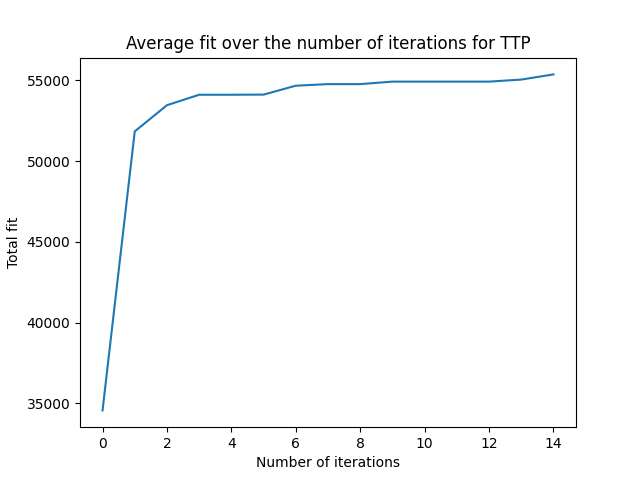 Average fit over the number of iterations for TTP
55000
50000
45000
40000
35000
Total fit
0 2 4 6 8 10 12 14
Number of iterations